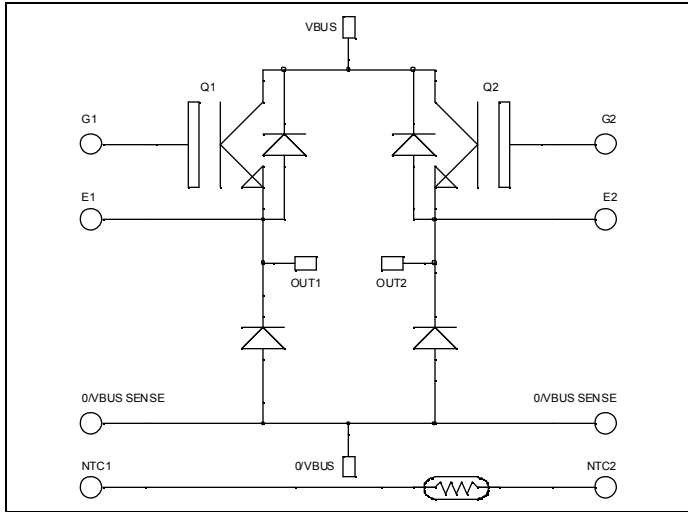 VBUS
Q1
Q2
G1
G2
E1
E2
OUT1
OUT2
0/VBUS SENSE
0/VBUS SENSE
0/VBUS
NTC1
NTC2